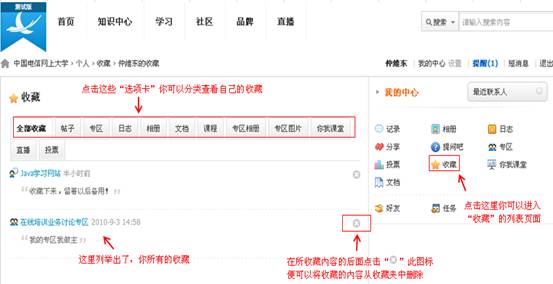 测试版
首页 知识中心 学习 社区 品牌 直播
搜索 请输入搜索内容
中国电信网上大学 > 个人 > 收藏 > 仲维东的收藏
仲维东 我的中心 设置 提醒(1) 短消息 退出
点击这些“选项卡”你可以分类查看自己的收藏
收藏
全部收藏 帖子 专区 日志 相册 文档 课程 专区相册 专区图片 你我课堂
直播 投票
Java学习网站 半小时前
收藏下来,留着以后备用!
在线培训业务讨论专区 2010-9-3 14:58
我的专区我做主
这里列举出了,你所有的收藏
在所收藏内容的后面点击“ ”此图标
便可以将收藏的内容从收藏夹中删除
我的中心 最近联系人
记录 相册 日志
分享 提问吧 专区
投票 收藏 你我课堂
文档
好友 任务
点击这里你可以进入
“收藏”的列表页面